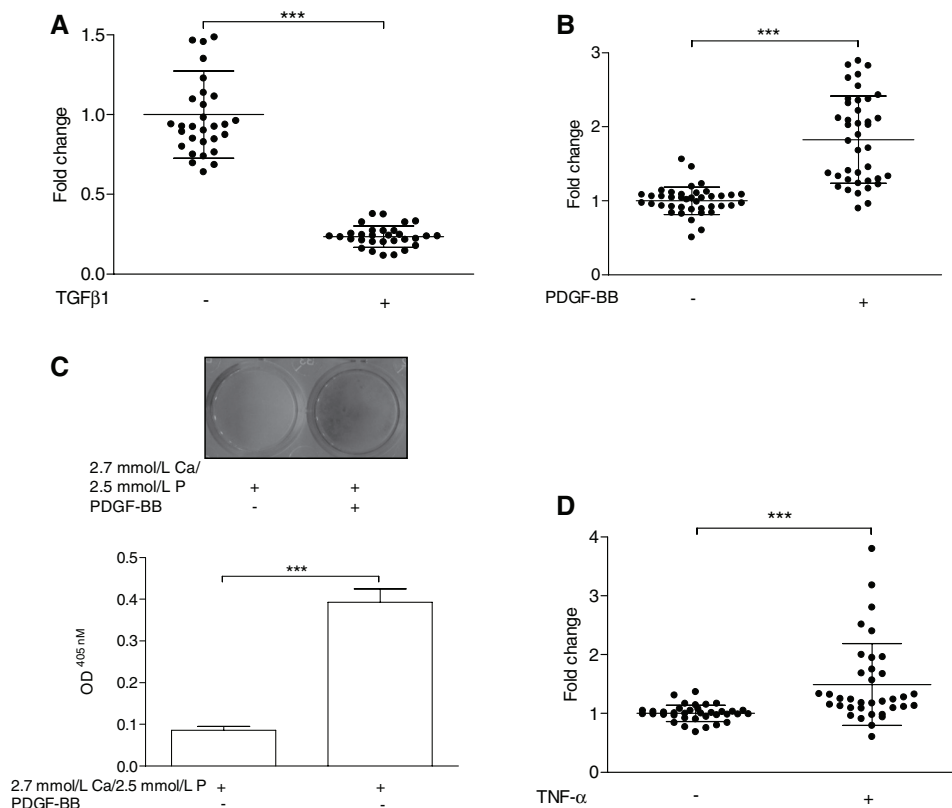 A
***
1.5
1.0
0.5
0.0
Fold change
TGFβ1 - +
B
***
3
2
1
0
Fold change
PDGF-BB - +
C
2.7 mmol/L Ca/
2.5 mmol/L P + +
PDGF-BB - +
***
0.5
0.4
0.3
0.2
0.1
0.0
OD 405 nM
2.7 mmol/L Ca/2.5 mmol/L P + +
PDGF-BB - -
D
***
4
3
2
1
0
Fold change
TNF-α - +